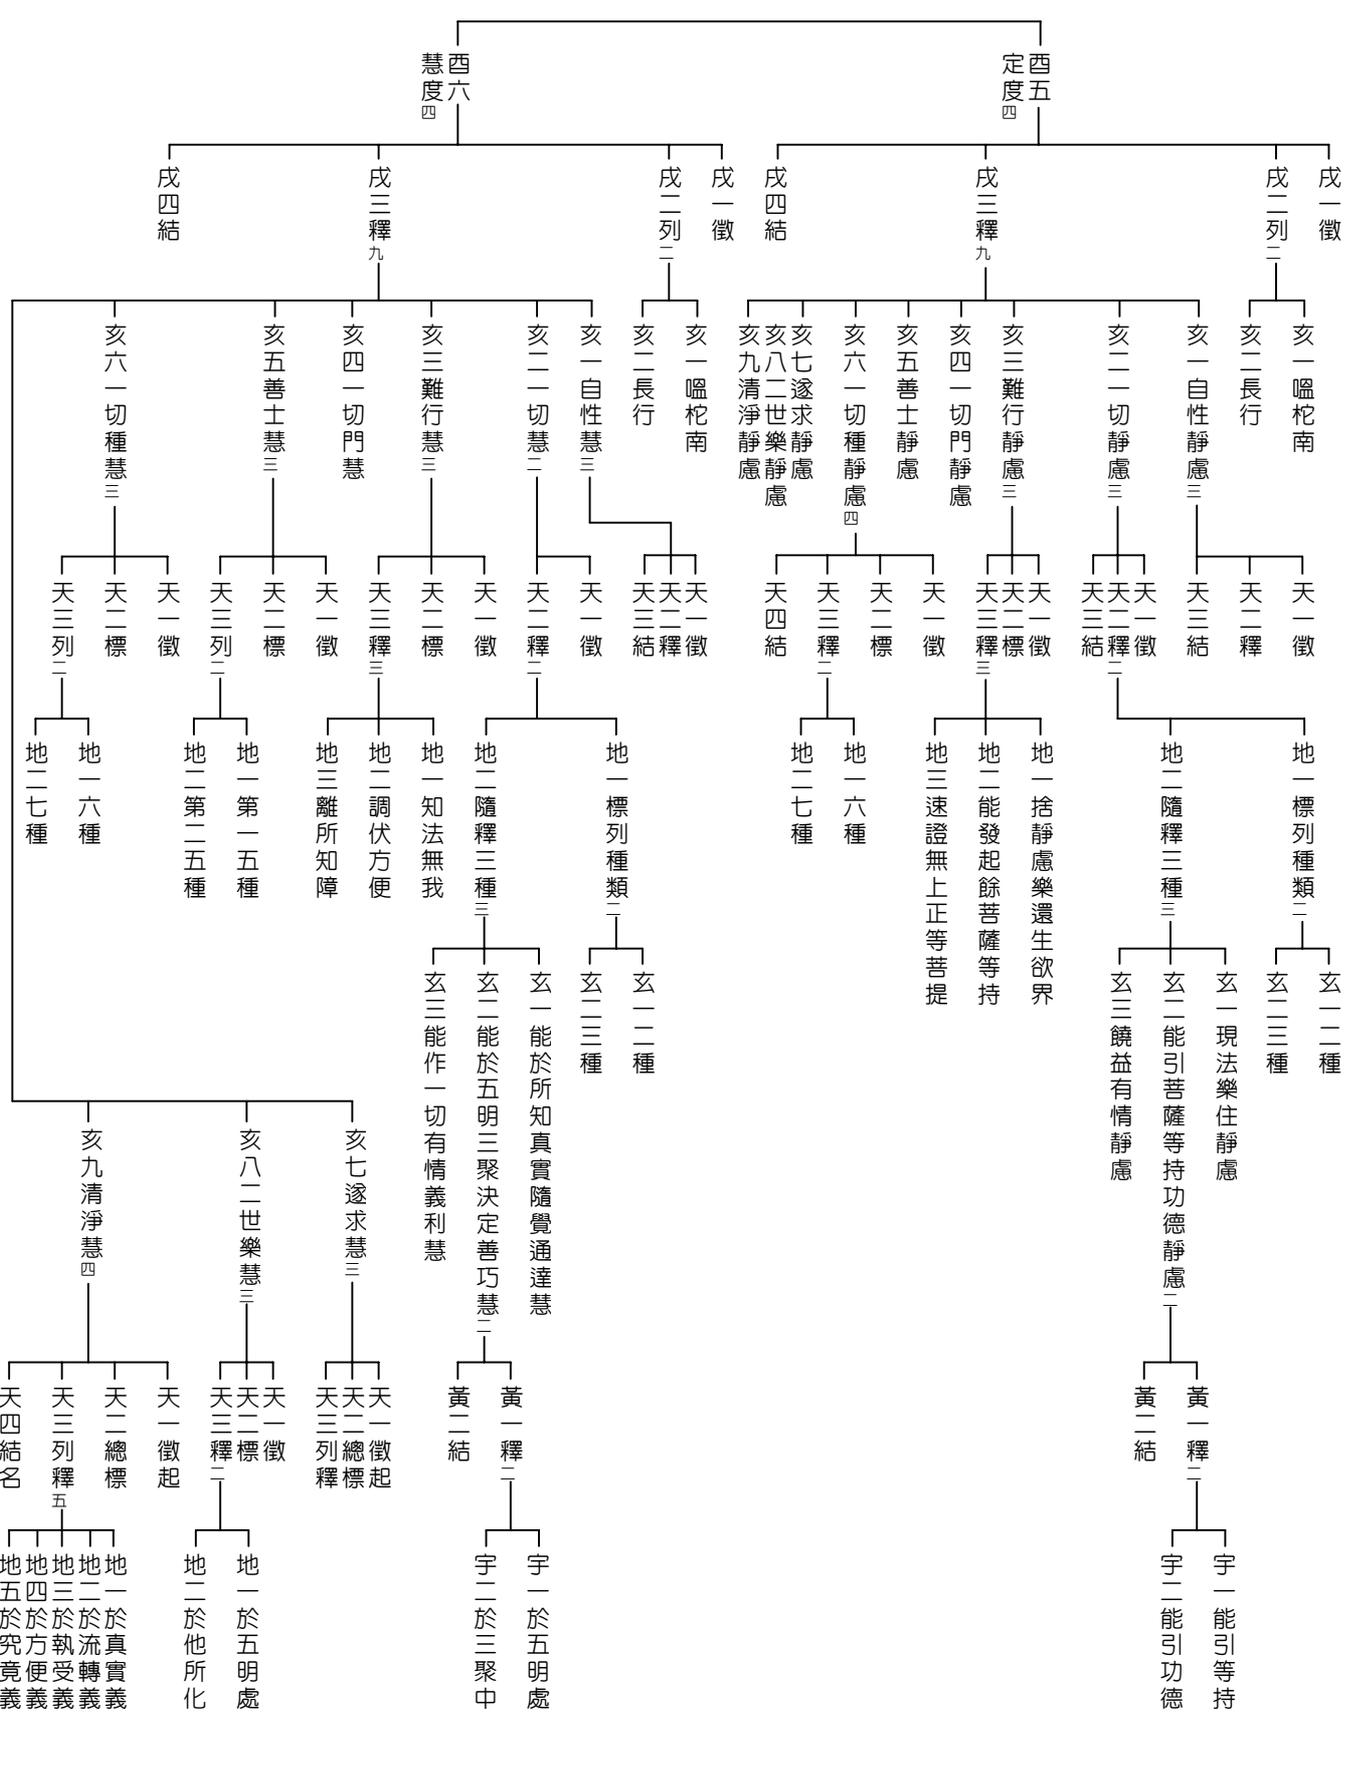 酉五
定度四
酉六
慧度四
戌一徵
戌二列二
戌三釋九
戌四結
戌一徵
戌二列二
戌三釋九
戌四結
亥一嗢柁南
亥二長行
亥一自性靜慮三
亥二一切靜慮三
亥三難行靜慮三
亥四一切門靜慮
亥五善士靜慮
亥六一切種靜慮四
亥七遂求靜慮
亥八二世樂靜慮
亥九清淨靜慮
亥一嗢柁南
亥二長行
亥一自性慧三
亥二一切慧二
亥三難行慧三
亥四一切門慧
亥五善士慧三
亥六一切種慧三
天一徵
天二釋
天三結
天一徵
天二釋二
天三結
天一徵
天二標
天三釋三
天一徵
天二標
天三釋二
天四結
天一徵
天二釋
天三結
天一徵
天二釋二
天一徵
天二標
天三釋三
天一徵
天二標
天三列二
天一徵
天二標
天三列二
地一標列種類二
地二隨釋三種三
地一捨靜慮樂還生欲界
地二能發起餘菩薩等持
地三速證無上正等菩提
地一六種
地二七種
地一標列種類二
地二隨釋三種三
地一知法無我
地二調伏方便
地三離所知障
地一第一五種
地二第二五種
地一六種
地二七種
玄一二種
玄二三種
玄一現法樂住靜慮
玄二能引菩薩等持功德靜慮二
玄三饒益有情靜慮
玄一二種
玄二三種
玄一能於所知真實隨覺通達慧
玄二能於五明三聚決定善巧慧二
玄三能作一切有情義利慧
亥七遂求慧三
亥八二世樂慧三
亥九清淨慧四
黃一釋二
黃二結
黃一釋二
黃二結
天一徵起
天二總標
天三列釋
天一徵
天二標
天三釋二
天一徵起
天二總標
天三列釋五
天四結名
宇一能引等持
宇二能引功德
宇一於五明處
宇二於三聚中
地一於五明處
地二於他所化
地一於真實義
地二於流轉義
地三於執受義
地四於方便義
地五於究竟義